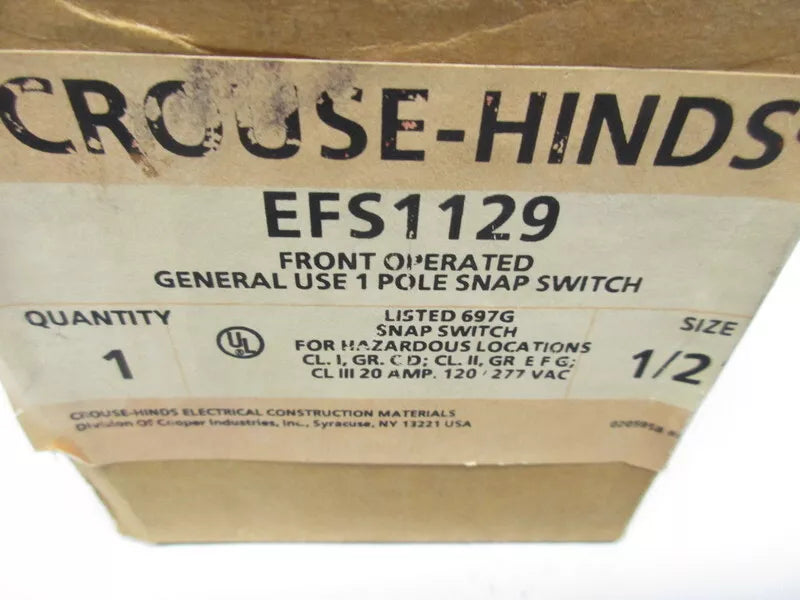 CROUSE-HINDS
EFS1129
FRONT OPERATED
GENERAL USE 1 POLE SNAP SWITCH
QUANTITY
1
UL
LISTED 697G
SNAP SWITCH
FOR HAZARDOUS LOCATIONS
CL. I, GR. C D; CL. II, GR. E F G;
CL III 20 AMP. 120/277 VAC
SIZE
1/2
CROUSE-HINDS ELECTRICAL CONSTRUCTION MATERIALS
Division Of Cooper Industries, Inc., Syracuse, NY 13221 USA